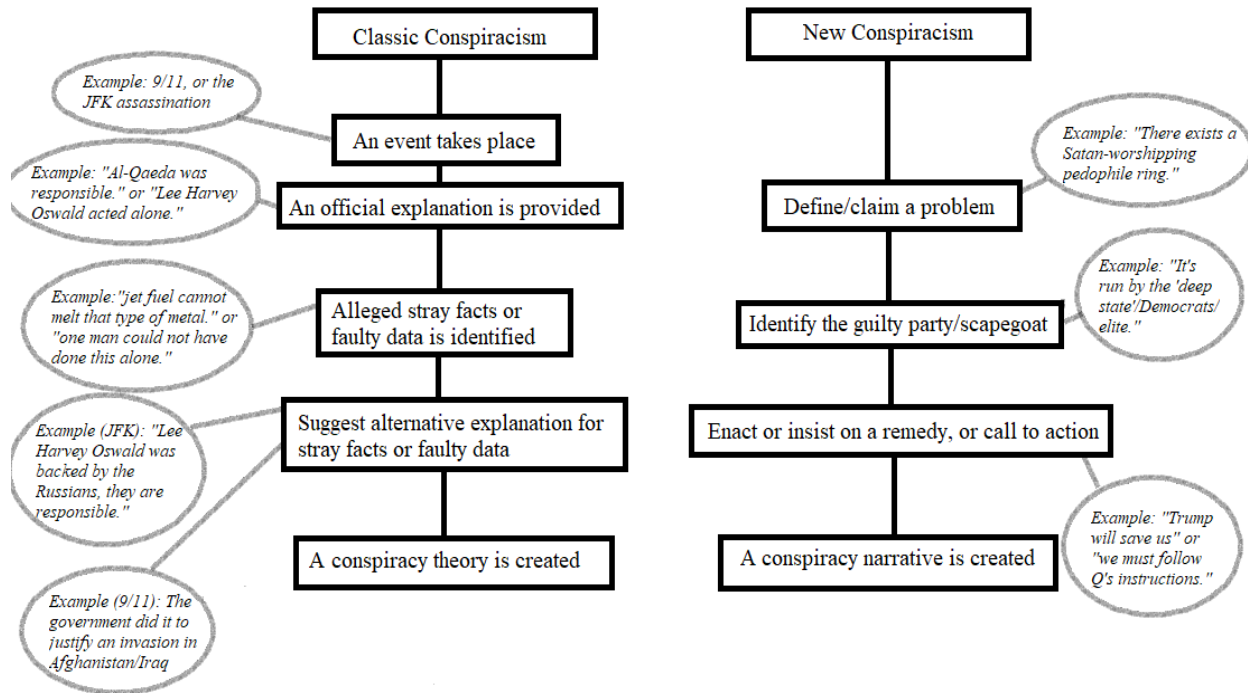 Classic Conspiracism
Example: 9/11, or the
JFK assassination
An event takes place
Example: "Al-Qaeda was
responsible." or "Lee Harvey
Oswald acted alone."
An official explanation is provided
Example:"jet fuel cannot
melt that type of metal." or
"one man could not have
done this alone."
Alleged stray facts or
faulty data is identified
Example (JFK): "Lee
Harvey Oswald was
backed by the
Russians, they are
responsible."
Suggest alternative explanation for
stray facts or faulty data
Example (9/11): The
government did it to
justify an invasion in
Afghanistan/Iraq
A conspiracy theory is created
New Conspiracism
Example: "There exists a
Satan-worshipping
pedophile ring."
Define/claim a problem
Example: "It's
run by the 'deep
state'/Democrats/
elite."
Identify the guilty party/scapegoat
Enact or insist on a remedy, or call to action
Example: "Trump
will save us" or
"we must follow
Q's instructions."
A conspiracy narrative is created